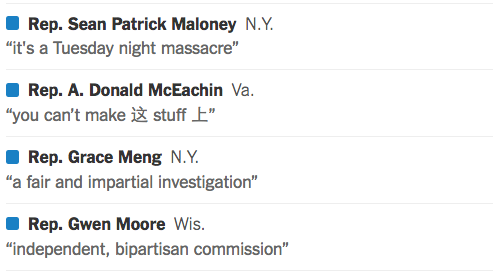 Rep. Sean Patrick Maloney N.Y.
“it's a Tuesday night massacre”
Rep. A. Donald McEachin Va.
“you can’t make 这 stuff 上”
Rep. Grace Meng N.Y.
“a fair and impartial investigation”
Rep. Gwen Moore Wis.
“independent, bipartisan commission”